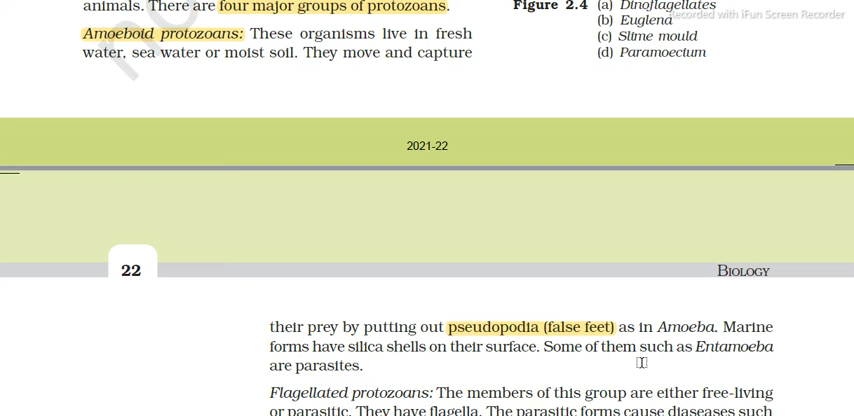 animals. There are four major groups of protozoans.
Amoeboid protozoans: These organisms live in fresh
water, sea water or moist soil. They move and capture
Figure 2.4 (a) Dinoflagellates
Recorded with iFun Screen Recorder
(b) Euglena
(c) Slime mould
(d) Paramoecium
no
2021-22
22
BIOLOGY
their prey by putting out pseudopodia (false feet) as in Amoeba. Marine
forms have silica shells on their surface. Some of them such as Entamoeba
are parasites.
Flagellated protozoans: The members of this group are either free-living
or parasitic. They have flagella. The parasitic forms cause diaseases such